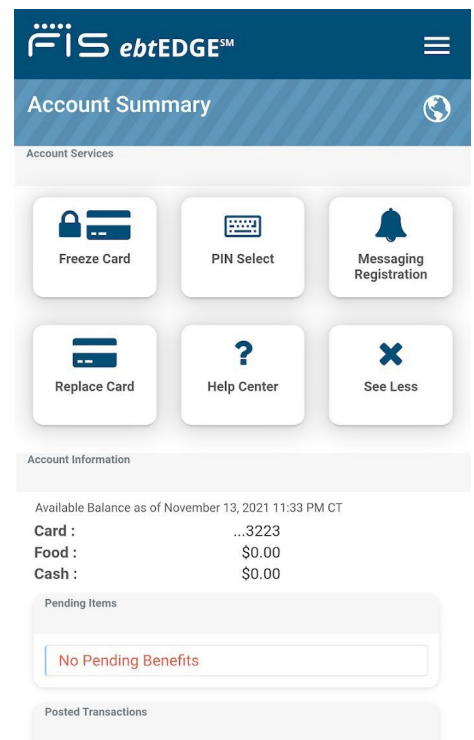 FIS ebtEDGE℠
Account Summary
Account Services
Freeze Card
PIN Select
Messaging
Registration
Replace Card
Help Center
See Less
Account Information
Available Balance as of November 13, 2021 11:33 PM CT
Card : ...3223
Food : $0.00
Cash : $0.00
Pending Items
No Pending Benefits
Posted Transactions